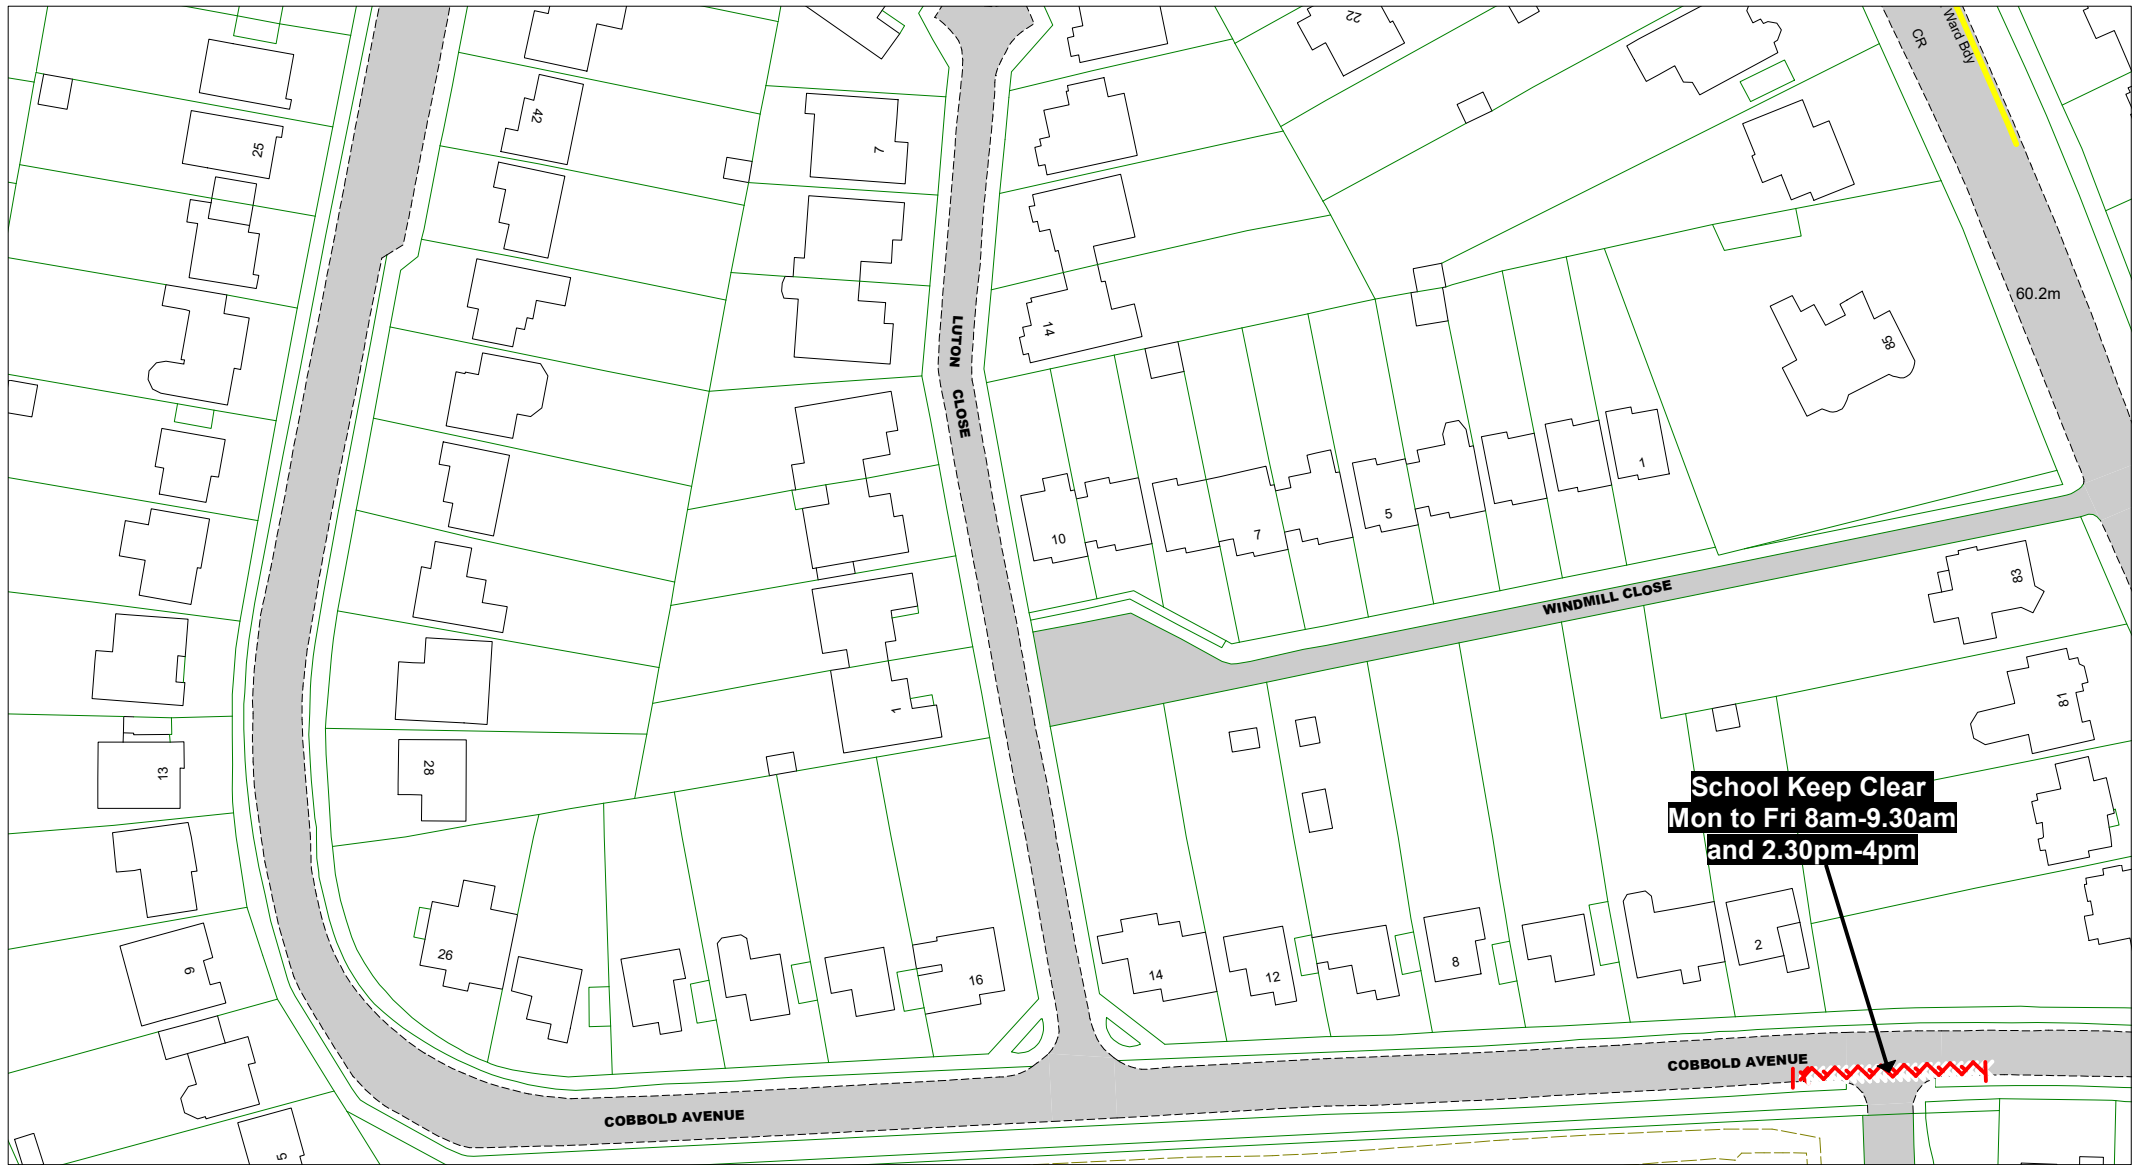 22
CR
Ward Bdy
42
25
7
60.2m
14
LUTON CLOSE
85
1
5
7
10
83
WINDMILL CLOSE
81
1
28
13
School Keep Clear
Mon to Fri 8am-9.30am
and 2.30pm-4pm
26
9
16
14
12
8
2
COBBOLD AVENUE
COBBOLD AVENUE
5